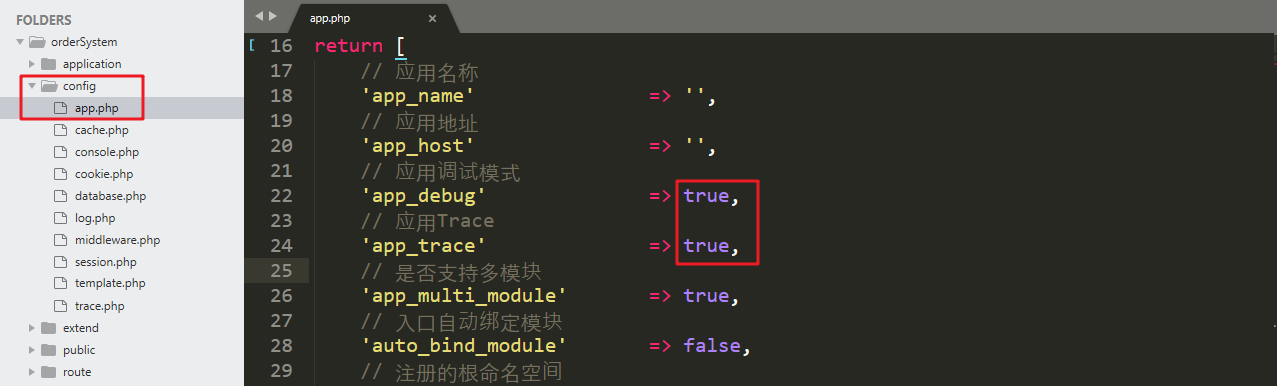 FOLDERS
orderSystem
application
config
app.php
cache.php
console.php
cookie.php
database.php
log.php
middleware.php
session.php
template.php
trace.php
extend
public
route
app.php
16 return [
17 // 应用名称
18 'app_name' => '',
19 // 应用地址
20 'app_host' => '',
21 // 应用调试模式
22 'app_debug' => true,
23 // 应用Trace
24 'app_trace' => true,
25 // 是否支持多模块
26 'app_multi_module' => true,
27 // 入口自动绑定模块
28 'auto_bind_module' => false,
29 // 注册的根命名空间